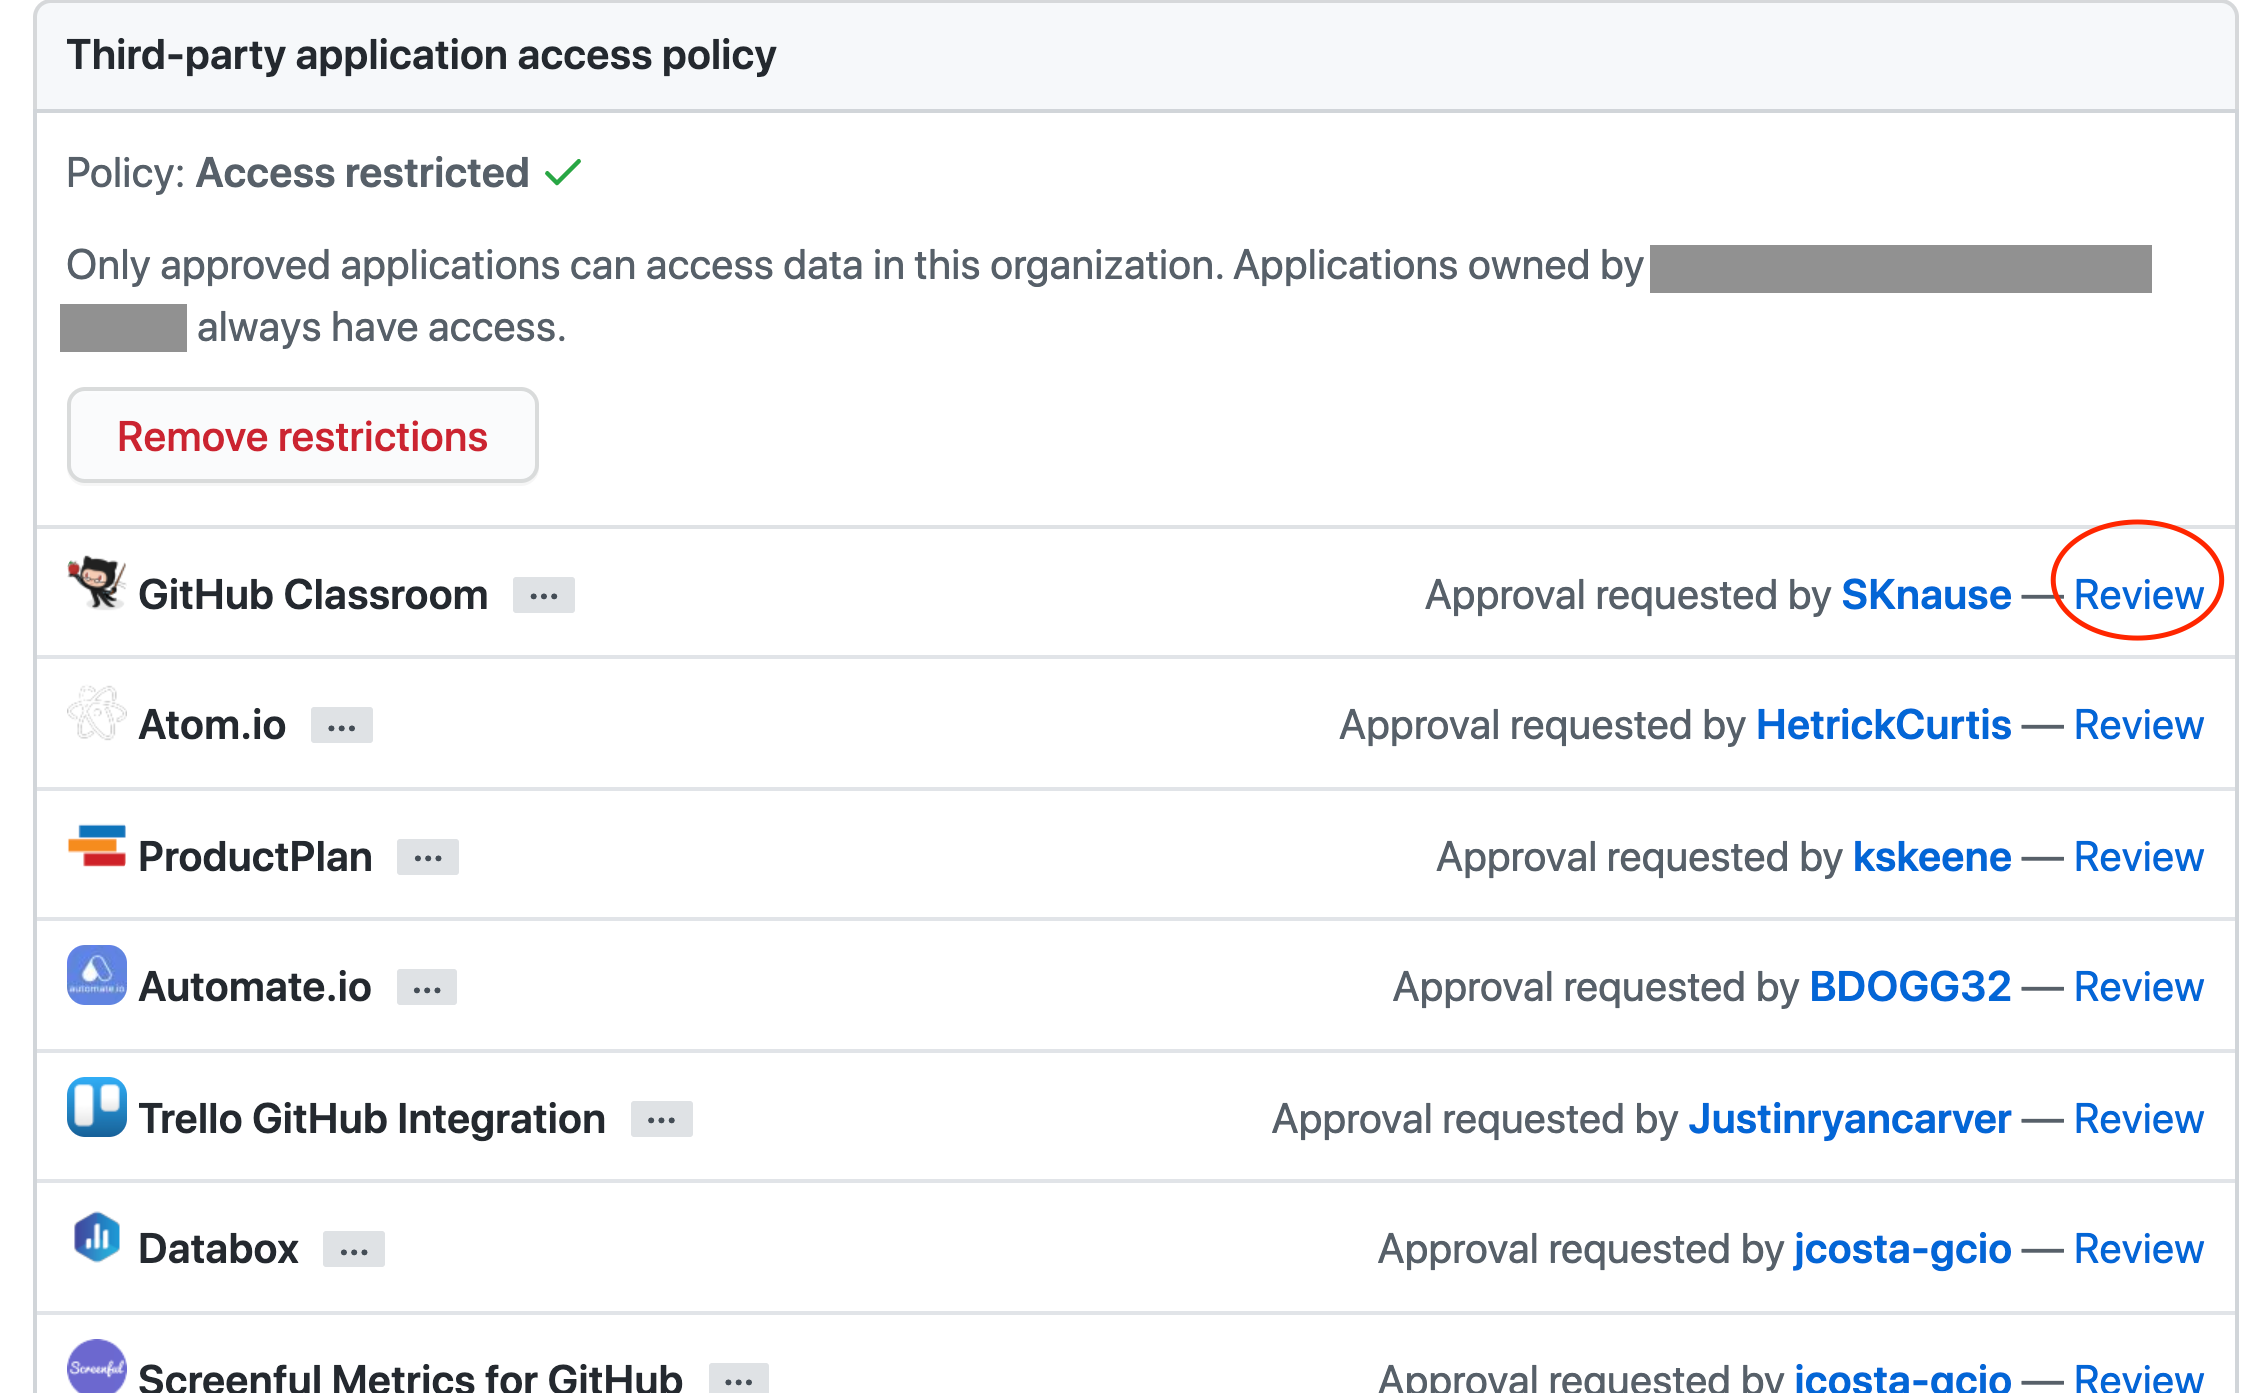 Third-party application access policy
Policy: Access restricted
Only approved applications can access data in this organization. Applications owned by
always have access.
Remove restrictions
GitHub Classroom ... Approval requested by SKnause — Review
Atom.io ... Approval requested by HetrickCurtis — Review
ProductPlan ... Approval requested by kskeene — Review
automate.io
Automate.io ... Approval requested by BDOGG32 — Review
Trello GitHub Integration ... Approval requested by Justinryancarver — Review
Databox ... Approval requested by jcosta-gcio — Review
Screenful
Screenful Metrics for GitHub ... Approval requested by jcosta-gcio — Review